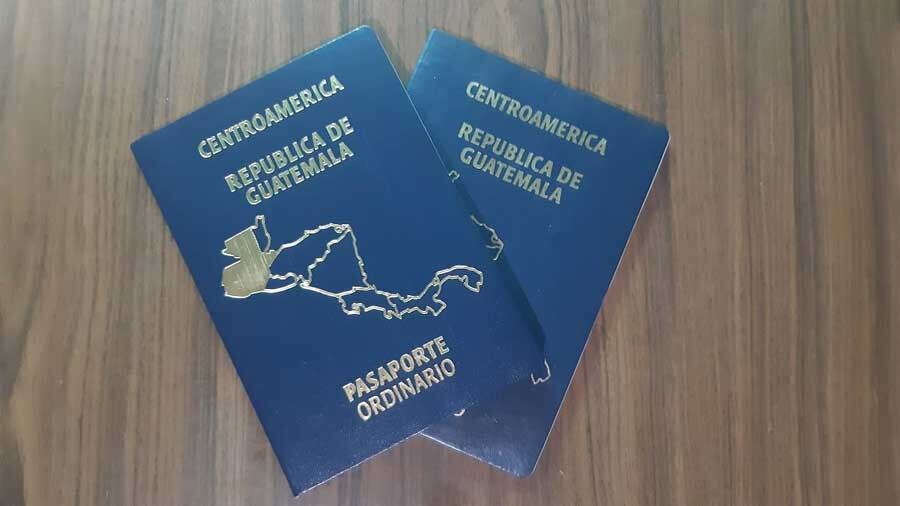 CENTROAMERICA
REPUBLICA DE
GUATEMALA
PASAPORTE
ORDINARIO
CENTROAMERICA
REPUBLICA DE
GUATEMALA